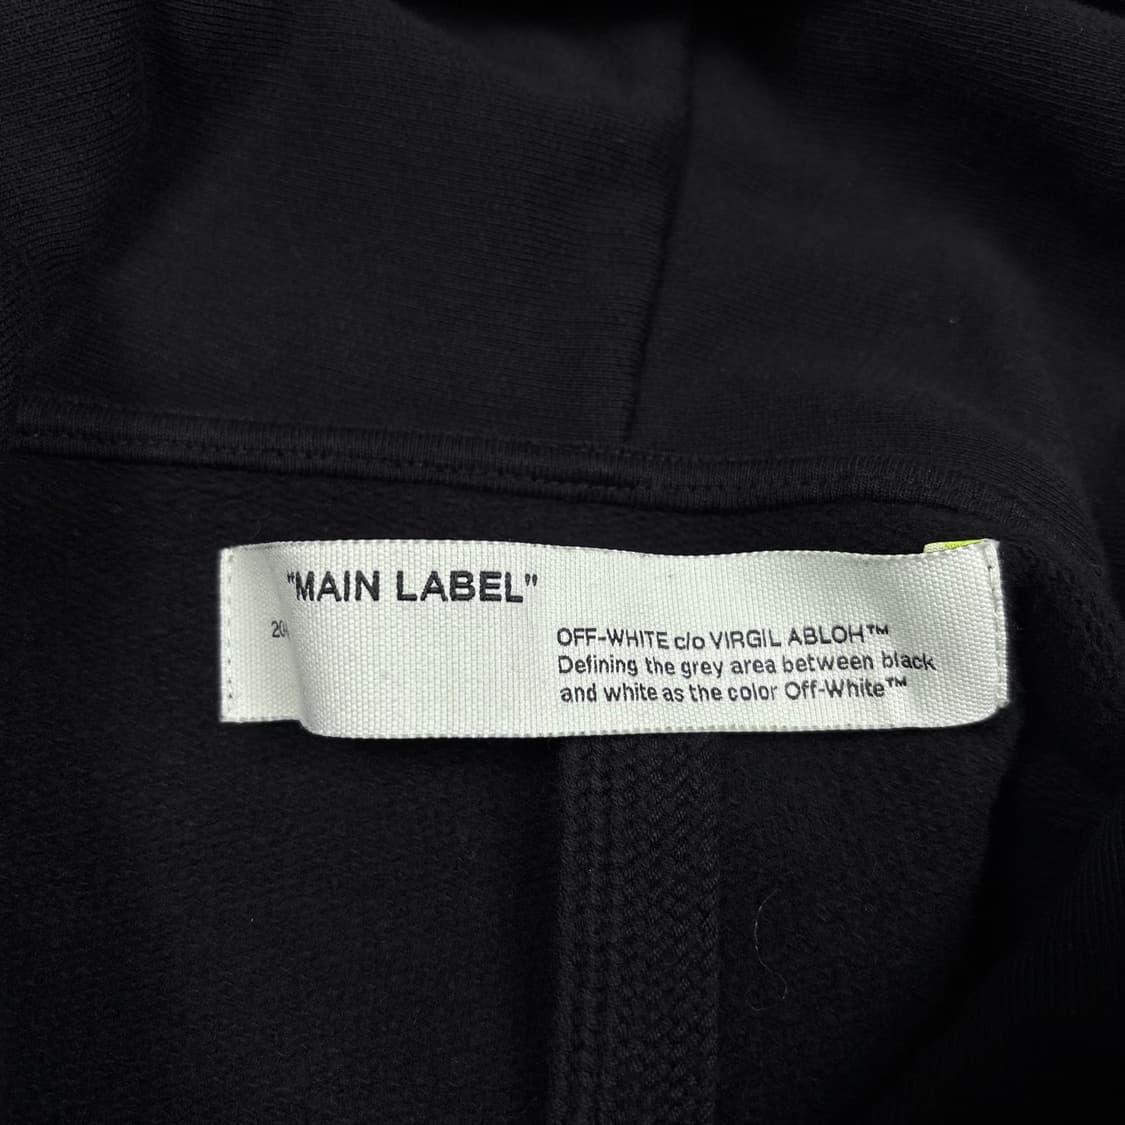 "MAIN LABEL"
OFF-WHITE c/o VIRGIL ABLOH™
Defining the grey area between black
and white as the color Off-White™